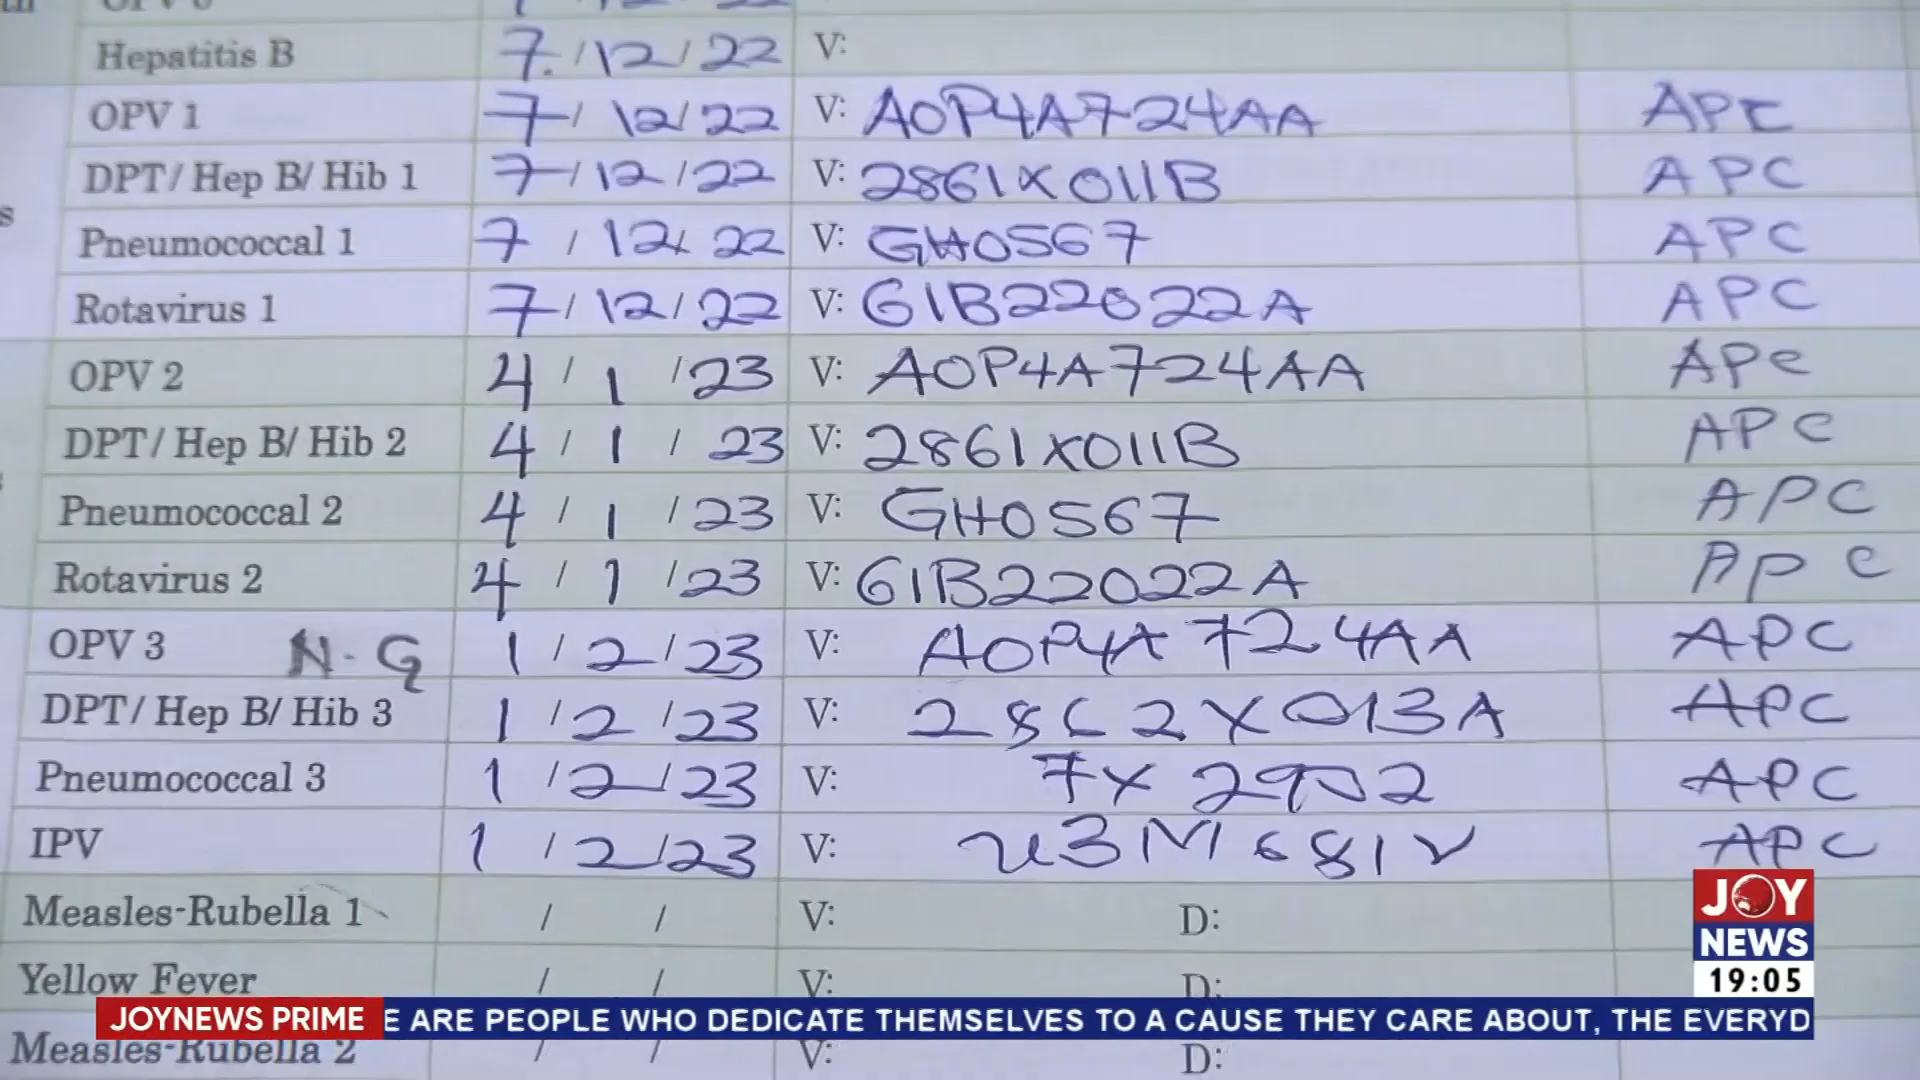 Hepatitis B 7/12/22 V:
OPV 1 7/12/22 V: AOP4A724AA APC
DPT/ Hep B/ Hib 1 7/12/22 V: 2861X011B APC
Pneumococcal 1 7/12/22 V: GH0567 APC
Rotavirus 1 7/12/22 V: 61B22022A APC
OPV 2 4/1/23 V: AOP4A724AA APC
DPT/ Hep B/ Hib 2 4/1/23 V: 2861X011B APC
Pneumococcal 2 4/1/23 V: GH0567 APC
Rotavirus 2 4/1/23 V: 61B22022A APC
OPV 3 N-G 1/2/23 V: AOP4A724AA APC
DPT/ Hep B/ Hib 3 1/2/23 V: 2862X013A APC
Pneumococcal 3 1/2/23 V: APC
IPV 1/2/23 V: APC
Measles-Rubella 1 / / V: D:
Yellow Fever / / V: D:
Measles-Rubella 2 / / V: D:
JOY
NEWS
19:05
JOYNEWS PRIME E ARE PEOPLE WHO DEDICATE THEMSELVES TO A CAUSE THEY CARE ABOUT, THE EVERYD